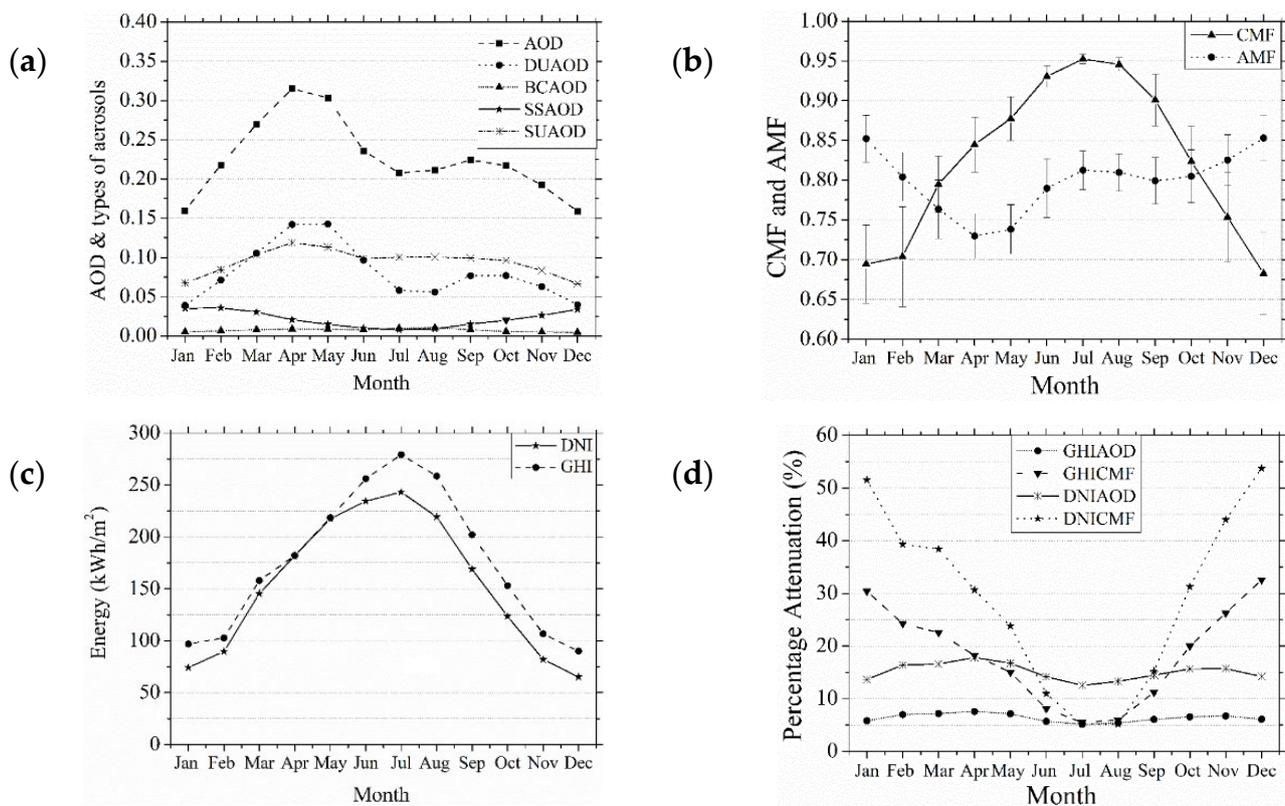 (a)
AOD & types of aerosols
0.40
0.35
0.30
0.25
0.20
0.15
0.10
0.05
0.00
AOD
DUAOD
BCAOD
SSAOD
SUAOD
Jan Feb Mar Apr May Jun Jul Aug Sep Oct Nov Dec
Month
(b)
CMF and AMF
1.00
0.95
0.90
0.85
0.80
0.75
0.70
0.65
0.60
CMF
AMF
Jan Feb Mar Apr May Jun Jul Aug Sep Oct Nov Dec
Month
(c)
Energy (kWh/m²)
300
250
200
150
100
50
0
DNI
GHI
Jan Feb Mar Apr May Jun Jul Aug Sep Oct Nov Dec
Month
(d)
Percentage Attenuation (%)
60
50
40
30
20
10
0
GHIAOD
GHICMF
DNIAOD
DNICMF
Jan Feb Mar Apr May Jun Jul Aug Sep Oct Nov Dec
Month